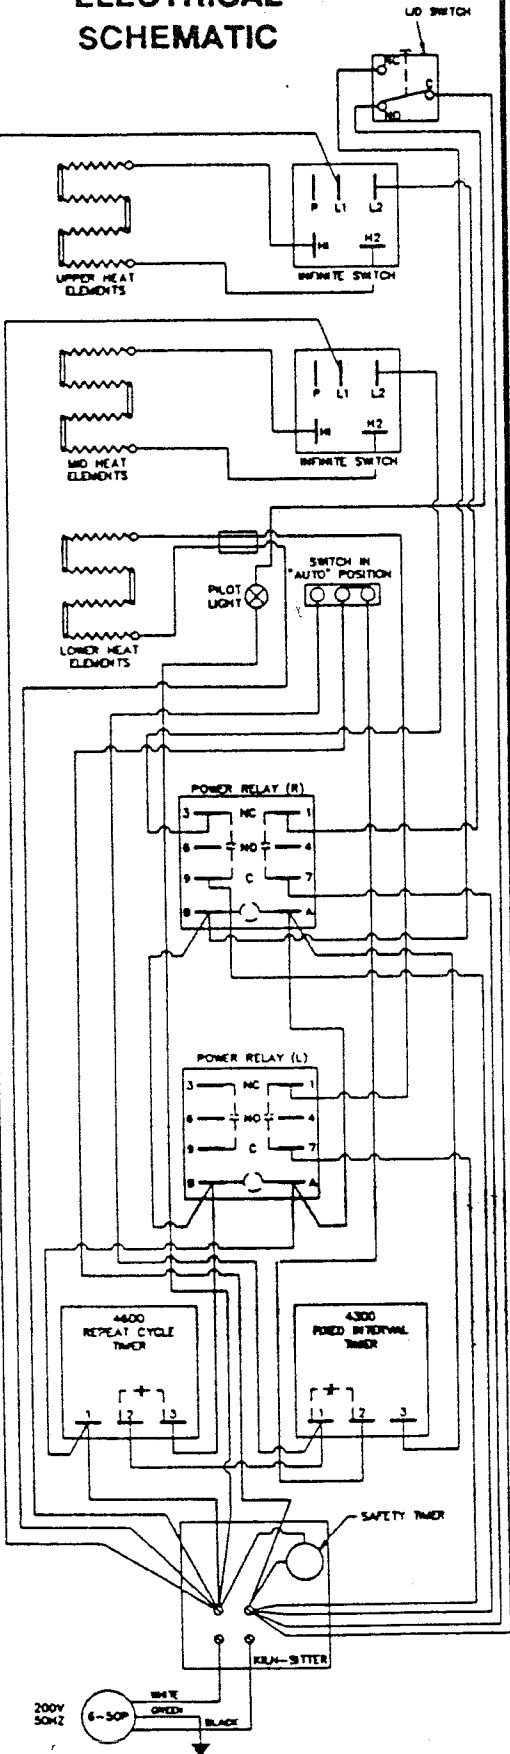 ELECTRICAL
SCHEMATIC
L/D SWITCH
NC
C
NO
P L1 L2
H1 H2
UPPER HEAT
ELEMENTS
INFINITE SWITCH
P L1 L2
H1 H2
MID HEAT
ELEMENTS
INFINITE SWITCH
SWITCH IN
"AUTO" POSITION
PILOT
LIGHT
LOWER HEAT
ELEMENTS
POWER RELAY (R)
3 NC 1
6 NO 4
9 C 7
B A
POWER RELAY (L)
3 NC 1
6 NO 4
9 C 7
B A
4600
REPEAT CYCLE
TIMER
1 2 3
4300
FIXED INTERVAL
TIMER
1 2 3
SAFETY TIMER
KILN-SITTER
WHITE
200V
50HZ
6-50P
GREEN
BLACK